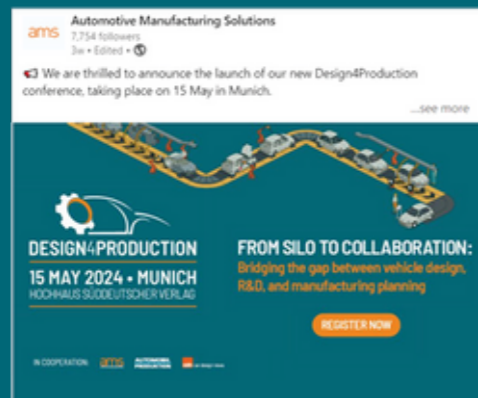 ams
Automotive Manufacturing Solutions
7,754 followers
3w • Edited •
📢 We are thrilled to announce the launch of our new Design4Production
conference, taking place on 15 May in Munich.
...see more
DESIGN4PRODUCTION
15 MAY 2024 • MUNICH
HOCHHAUS SÜDDEUTSCHER VERLAG
FROM SILO TO COLLABORATION:
Bridging the gap between vehicle design,
R&D, and manufacturing planning
REGISTER NOW
IN COOPERATION:
ams
AUTOMOBIL
PRODUKTION